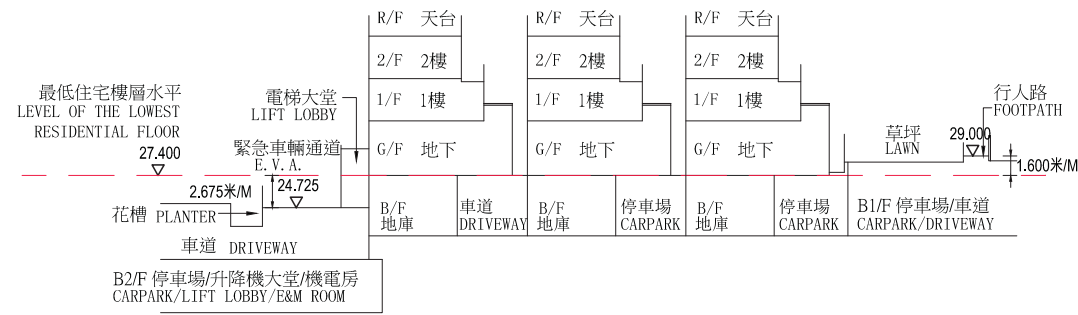 R/F 天台
R/F 天台
R/F 天台
2/F 2樓
2/F 2樓
2/F 2樓
1/F 1樓
1/F 1樓
1/F 1樓
G/F 地下
G/F 地下
G/F 地下
最低住宅樓層水平
LEVEL OF THE LOWEST
RESIDENTIAL FLOOR
27.400
電梯大堂
LIFT LOBBY
緊急車輛通道
E.V.A.
2.675米/M
24.725
花槽 PLANTER
車道 DRIVEWAY
B2/F 停車場/升降機大堂/機電房
CARPARK/LIFT LOBBY/E&M ROOM
B/F
地庫
車道
DRIVEWAY
B/F
地庫
停車場
CARPARK
B/F
地庫
停車場
CARPARK
B1/F 停車場/車道
CARPARK/DRIVEWAY
草坪
LAWN
行人路
FOOTPATH
29.000
1.600米/M